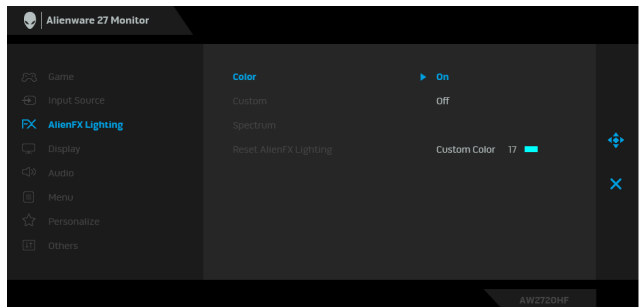 Alienware 27 Monitor
Game
Color
On
Input Source
Custom
Off
FX AlienFX Lighting
Spectrum
Display
Reset AlienFX Lighting
Custom Color 17
Audio
Menu
Personalize
Others
AW2720HF